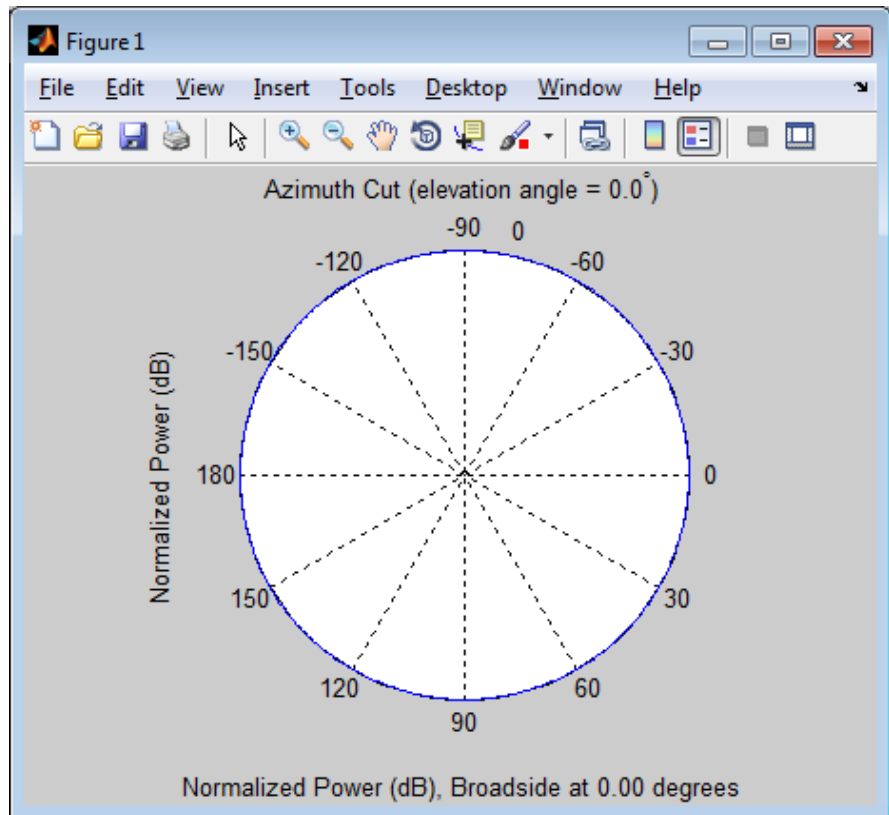 Figure 1
File Edit View Insert Tools Desktop Window Help
Azimuth Cut (elevation angle = 0.0°)
-90 0
-120 -60
-150 -30
Normalized Power (dB)
180 0
150 30
120 60
90
Normalized Power (dB), Broadside at 0.00 degrees